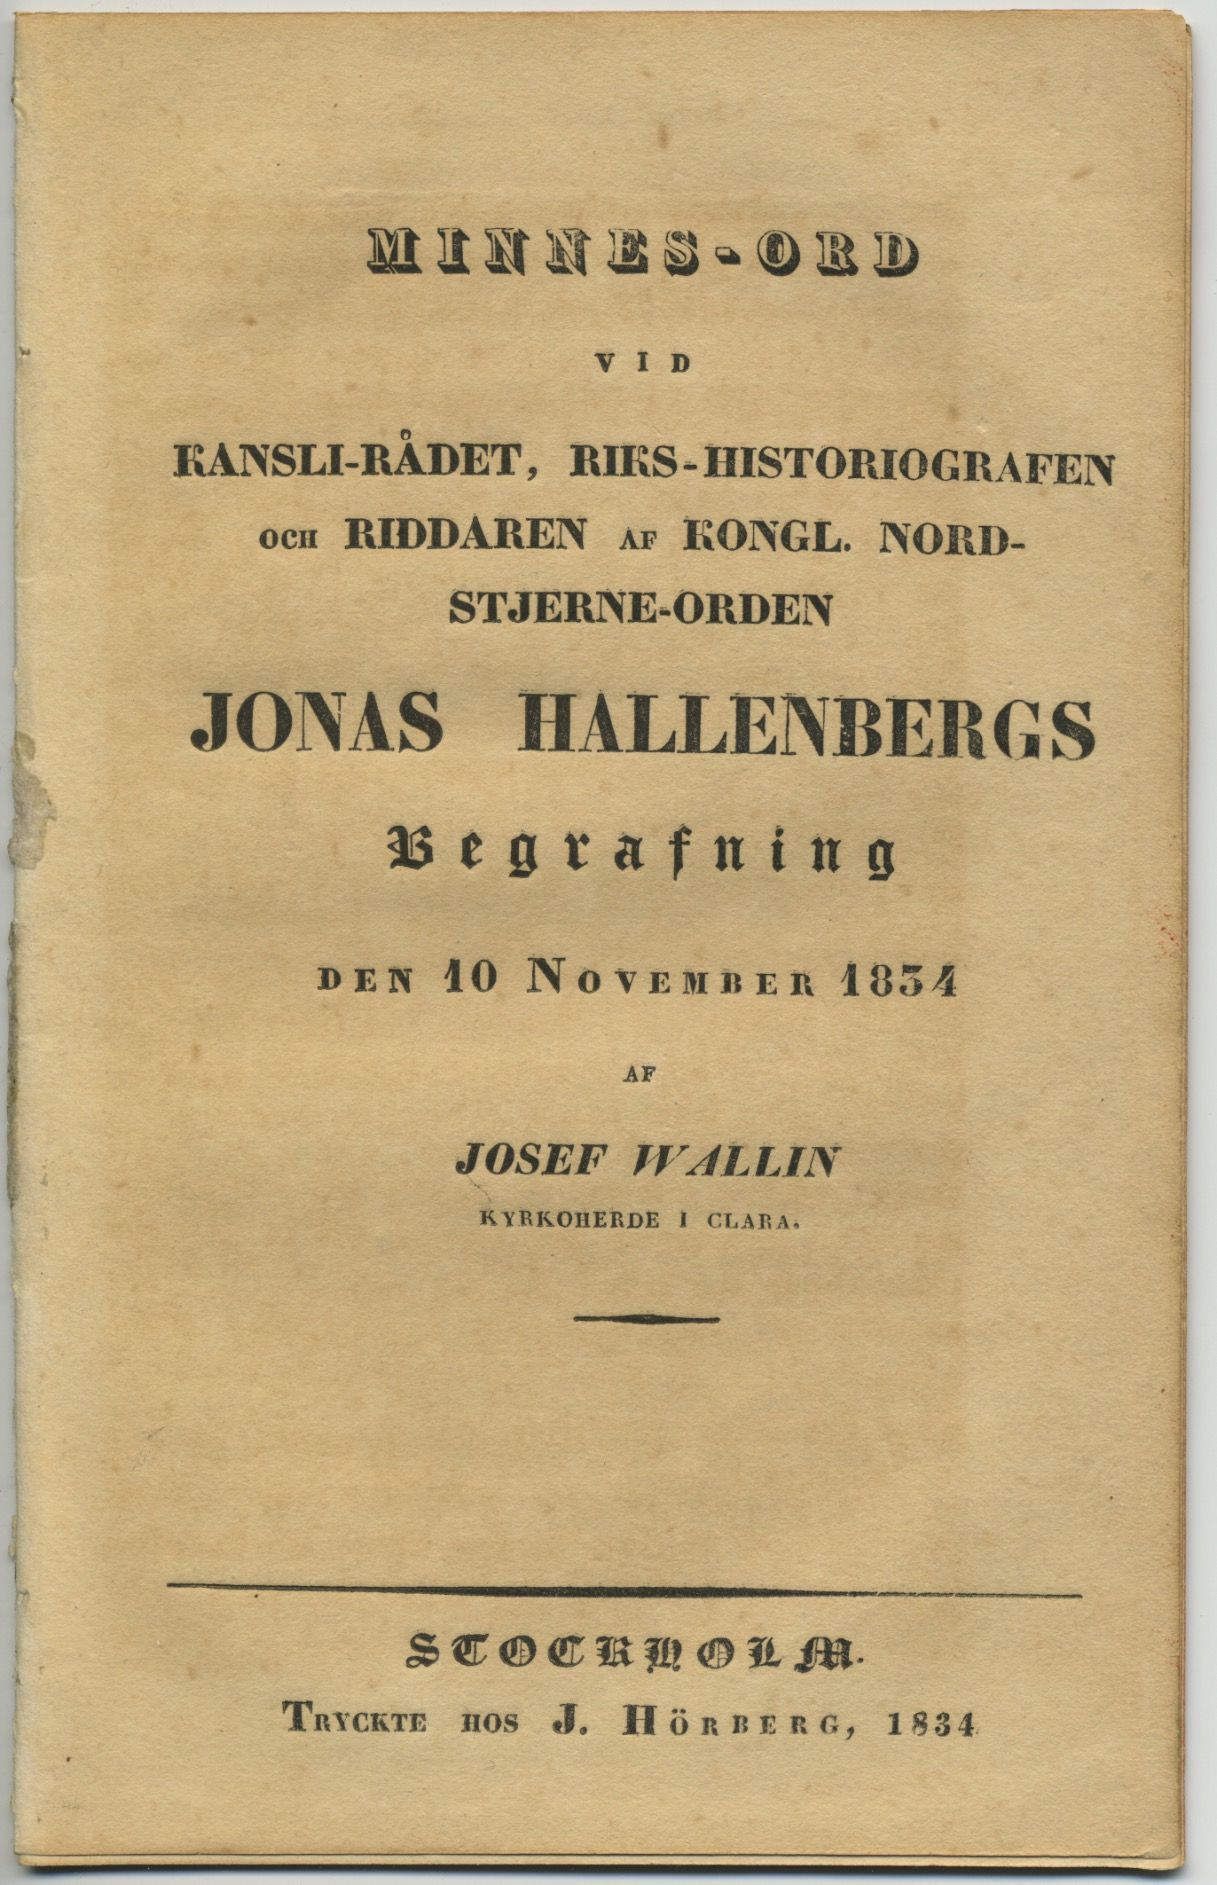 MINNES-ORD
VID
KANSLI-RÅDET, RIKS-HISTORIOGRAFEN
OCH RIDDAREN AF KONGL. NORD-
STJERNE-ORDEN
JONAS HALLENBERGS
Begrafning
DEN 10 NOVEMBER 1834
AF
JOSEF WALLIN
KYRKOHERDE I CLARA.
STOCKHOLM.
TRYCKTE HOS J. HÖRBERG, 1834